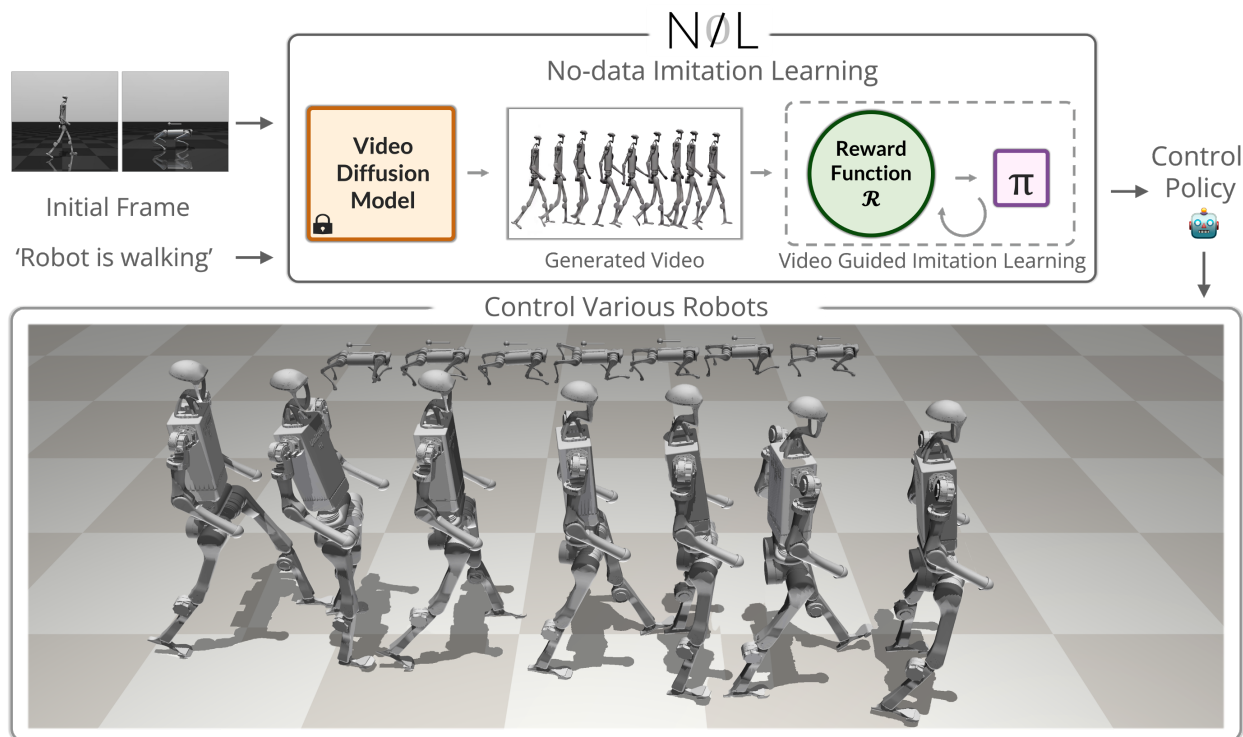 NØL
No-data Imitation Learning
Initial Frame
'Robot is walking'
Video
Diffusion
Model
Generated Video
Reward
Function
R
π
Video Guided Imitation Learning
Control
Policy
Control Various Robots